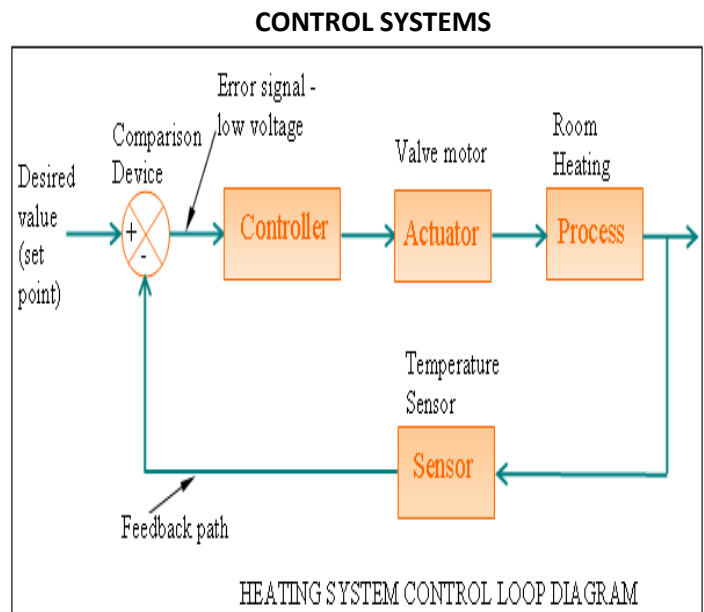 CONTROL SYSTEMS
Error signal -
low voltage
Comparison
Device
Desired
value
(set
point)
+
-
Valve motor
Room
Heating
Controller
Actuator
Process
Temperature
Sensor
Sensor
Feedback path
HEATING SYSTEM CONTROL LOOP DIAGRAM